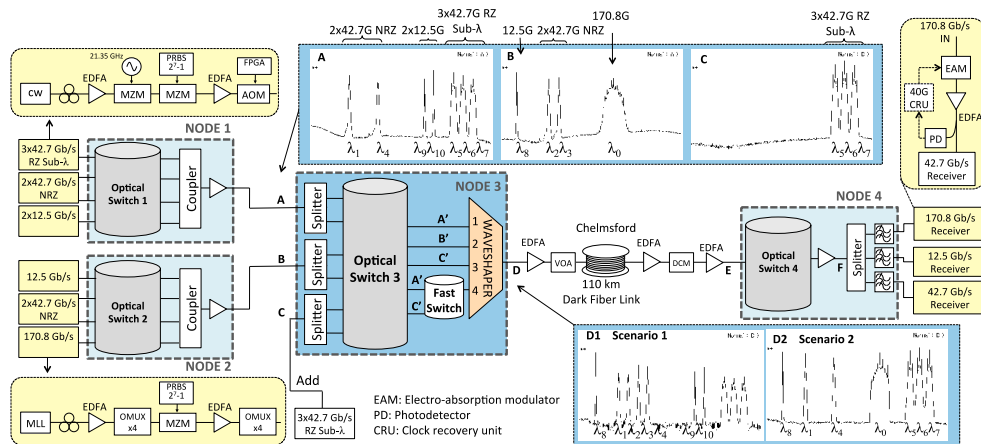 21.35 GHz
PRBS
2⁷-1
FPGA
EDFA
EDFA
CW
MZM
MZM
AOM
2x42.7G NRZ
2x12.5G
3x42.7G RZ
Sub-λ
12.5G
2x42.7G NRZ
170.8G
3x42.7G RZ
Sub-λ
A
B
C
λ1 λ4 λ9 λ10 λ5 λ6 λ7
λ8 λ2 λ3 λ0
λ5 λ6 λ7
170.8 Gb/s
IN
EAM
40G
CRU
EDFA
PD
42.7 Gb/s
Receiver
NODE 1
3x42.7 Gb/s
RZ Sub-λ
2x42.7 Gb/s
NRZ
2x12.5 Gb/s
Optical
Switch 1
Coupler
A
NODE 2
12.5 Gb/s
2x42.7 Gb/s
NRZ
170.8 Gb/s
Optical
Switch 2
Coupler
B
C
NODE 3
Splitter
Splitter
Splitter
Optical
Switch 3
A'
B'
C'
A'
C'
Fast
Switch
1
2
3
4
WAVESHAPER
D
EDFA
VOA
Chelmsford
110 km
Dark Fiber Link
EDFA
DCM
EDFA
E
NODE 4
Optical
Switch 4
F
Splitter
170.8 Gb/s
Receiver
12.5 Gb/s
Receiver
42.7 Gb/s
Receiver
PRBS
2⁷-1
EDFA
EDFA
MLL
OMUX
x4
MZM
OMUX
x4
Add
3x42.7 Gb/s
RZ Sub-λ
EAM: Electro-absorption modulator
PD: Photodetector
CRU: Clock recovery unit
D1 Scenario 1
λ8 λ1 λ2 λ3 λ4 λ9 λ10
D2 Scenario 2
λ8 λ1 λ4 λ0 λ5 λ6 λ7